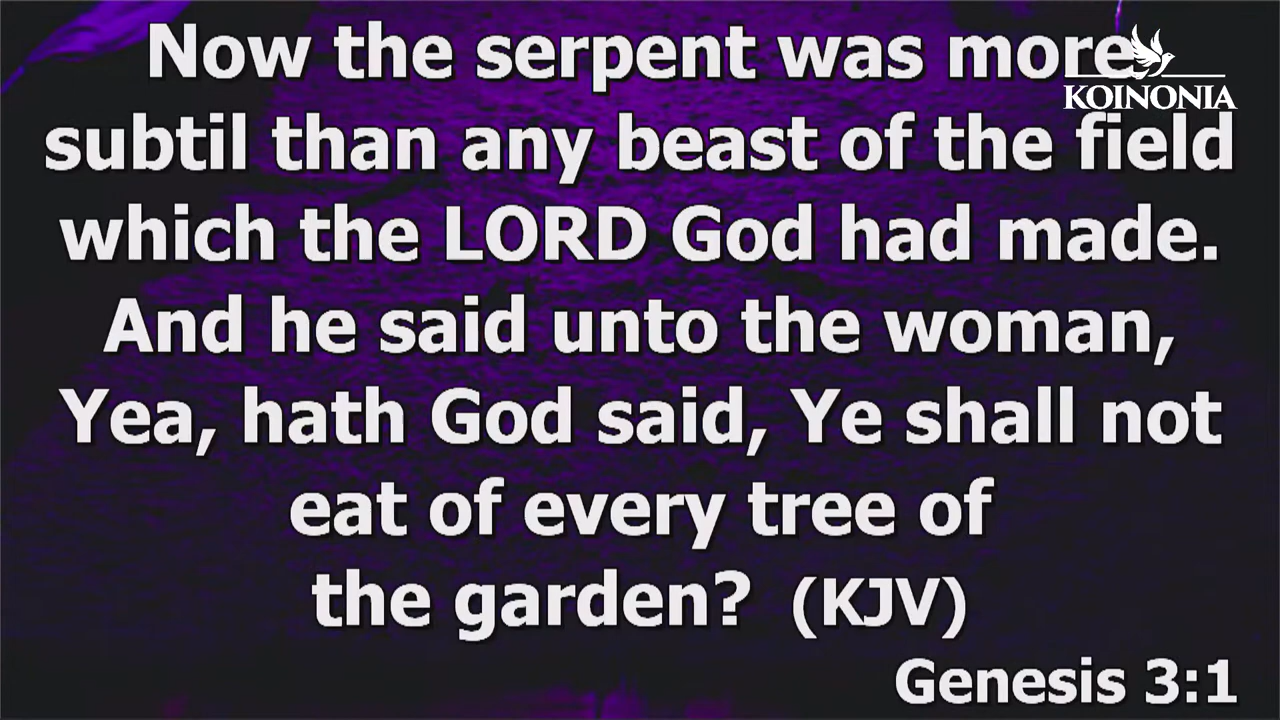 Now the serpent was more
KOINONIA
subtil than any beast of the field
which the LORD God had made.
And he said unto the woman,
Yea, hath God said, Ye shall not
eat of every tree of
the garden? (KJV)
Genesis 3:1